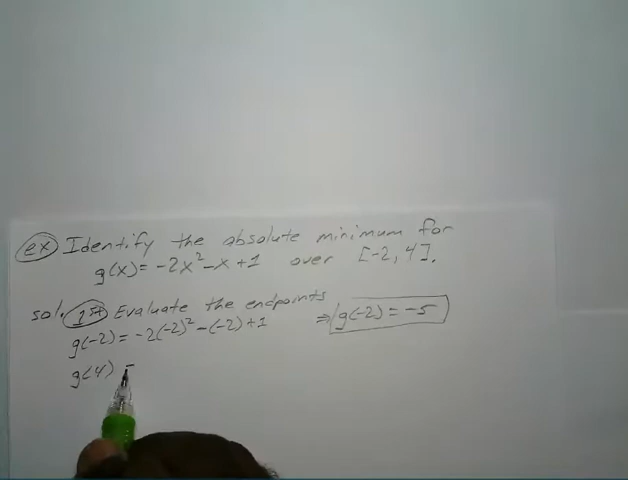 ex Identify the absolute minimum for
g(x) = -2x² - x + 1 over [-2, 4].
sol. 1st Evaluate the endpoints
g(-2) = -2(-2)² - (-2) + 1 ⇒ g(-2) = -5
g(4) =